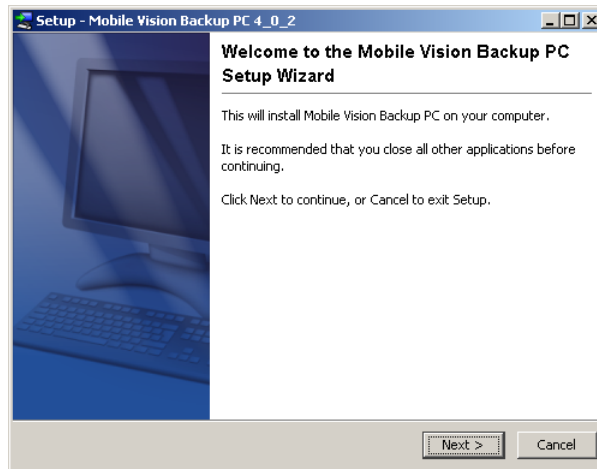 Setup - Mobile Vision Backup PC 4_0_2
Welcome to the Mobile Vision Backup PC
Setup Wizard
This will install Mobile Vision Backup PC on your computer.
It is recommended that you close all other applications before
continuing.
Click Next to continue, or Cancel to exit Setup.
Next >
Cancel